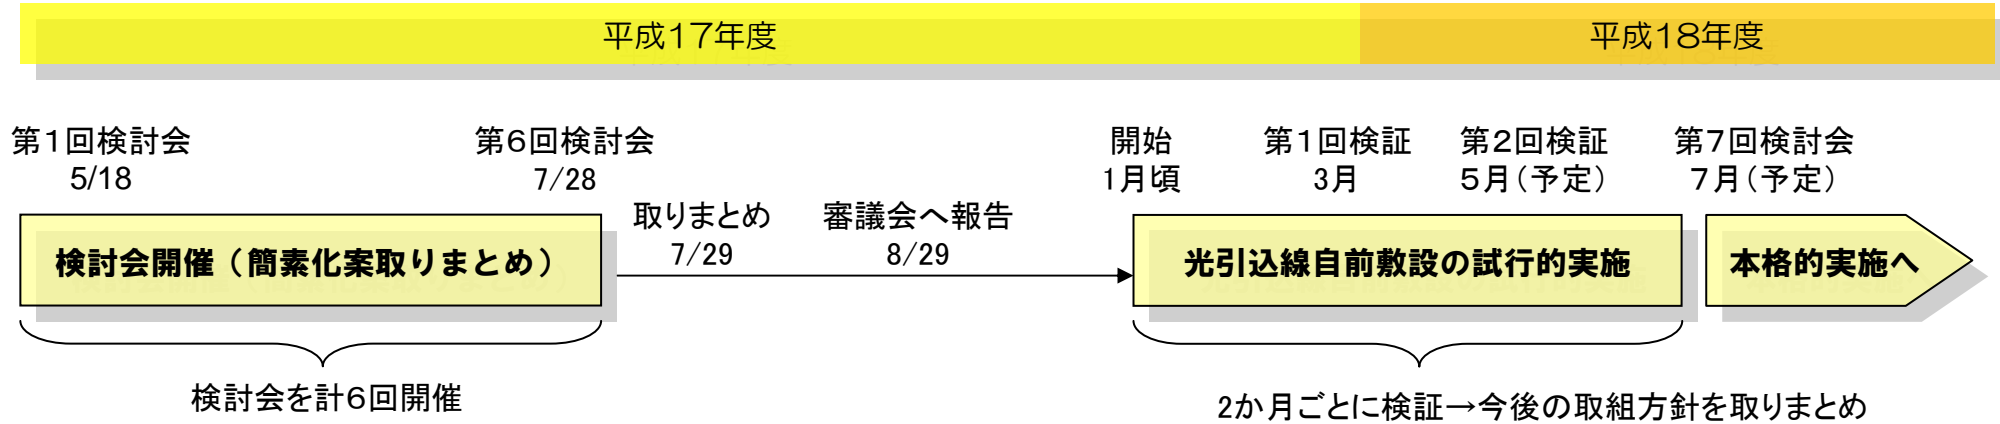 平成17年度
平成18年度
第1回検討会
5/18
第6回検討会
7/28
取りまとめ
7/29
審議会へ報告
8/29
開始
1月頃
第1回検証
3月
第2回検証
5月(予定)
第7回検討会
7月(予定)
検討会開催(簡素化案取りまとめ)
光引込線自前敷設の試行的実施
本格的実施へ
検討会を計6回開催
2か月ごとに検証→今後の取組方針を取りまとめ